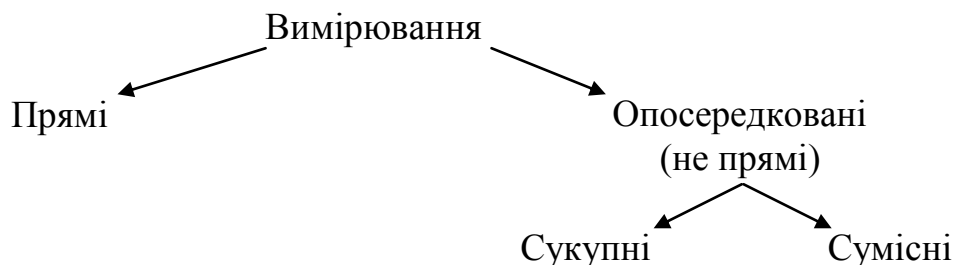 Вимірювання
Прямі
Опосередковані
(не прямі)
Сукупні
Сумісні